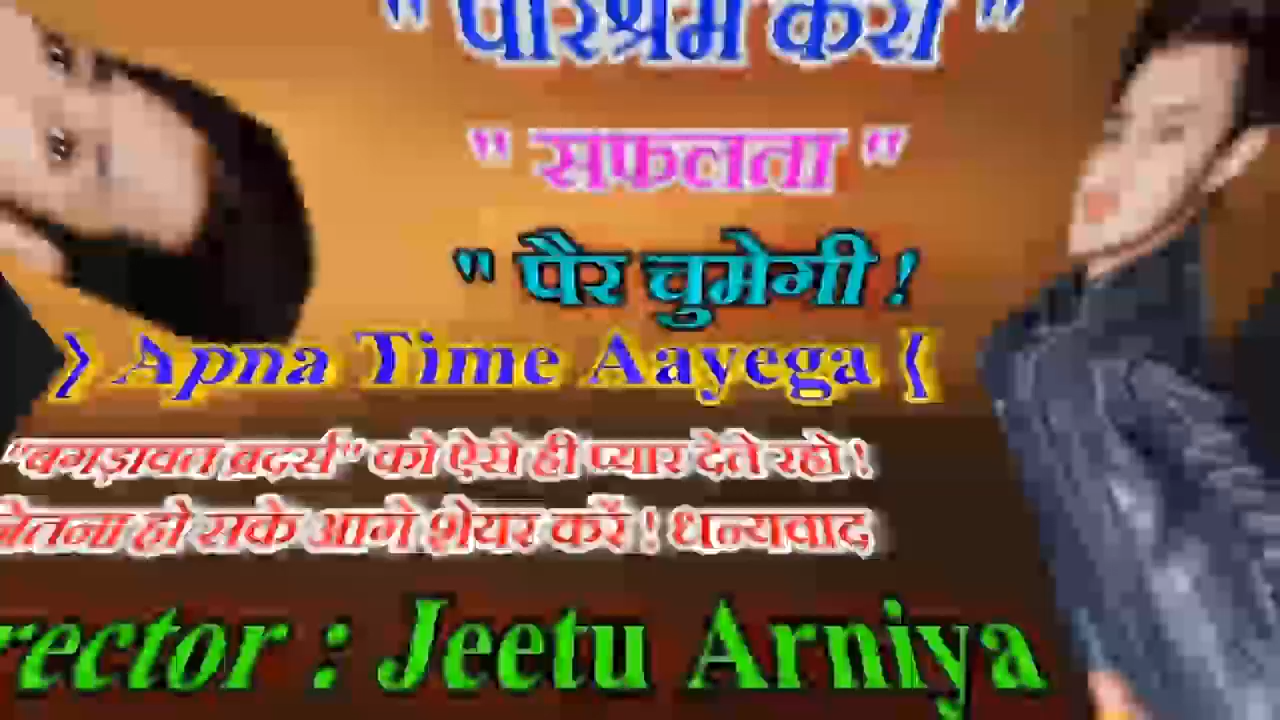 " परिश्रम करो "
" सफलता "
" पैर चुमेगी !
⟩ Apna Time Aayega ⟨
"बगड़ावत ब्रदर्स" को ऐसे ही प्यार देते रहो !
जितना हो सके आगे शेयर करें ! धन्यवाद
rector : Jeetu Arniya